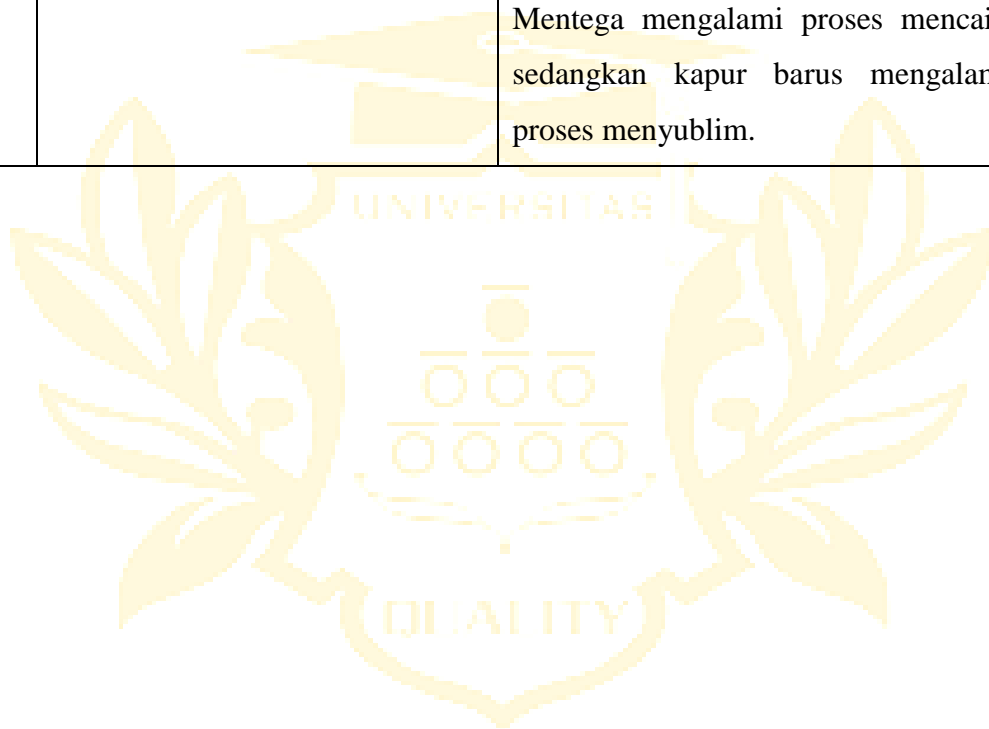 Mentega mengalami proses mencai
sedangkan kapur barus mengalam
proses menyublim.
UNIVERSITAS
QUALITY